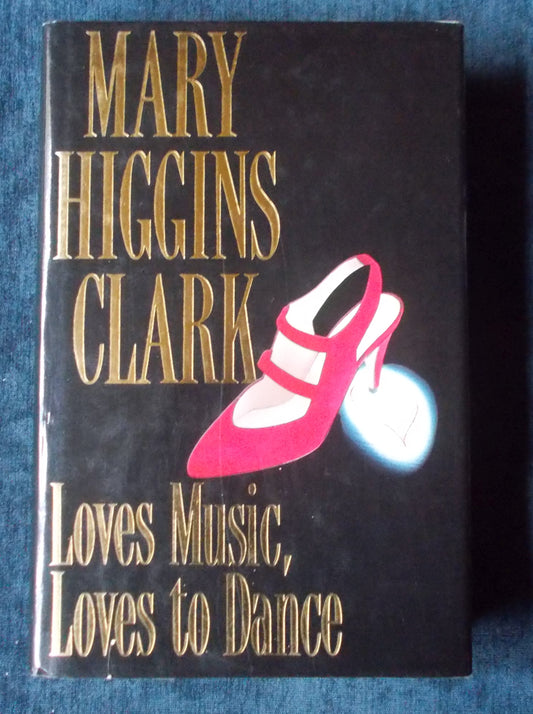 MARY
HIGGINS
CLARK
Loves Music,
Loves to Dance